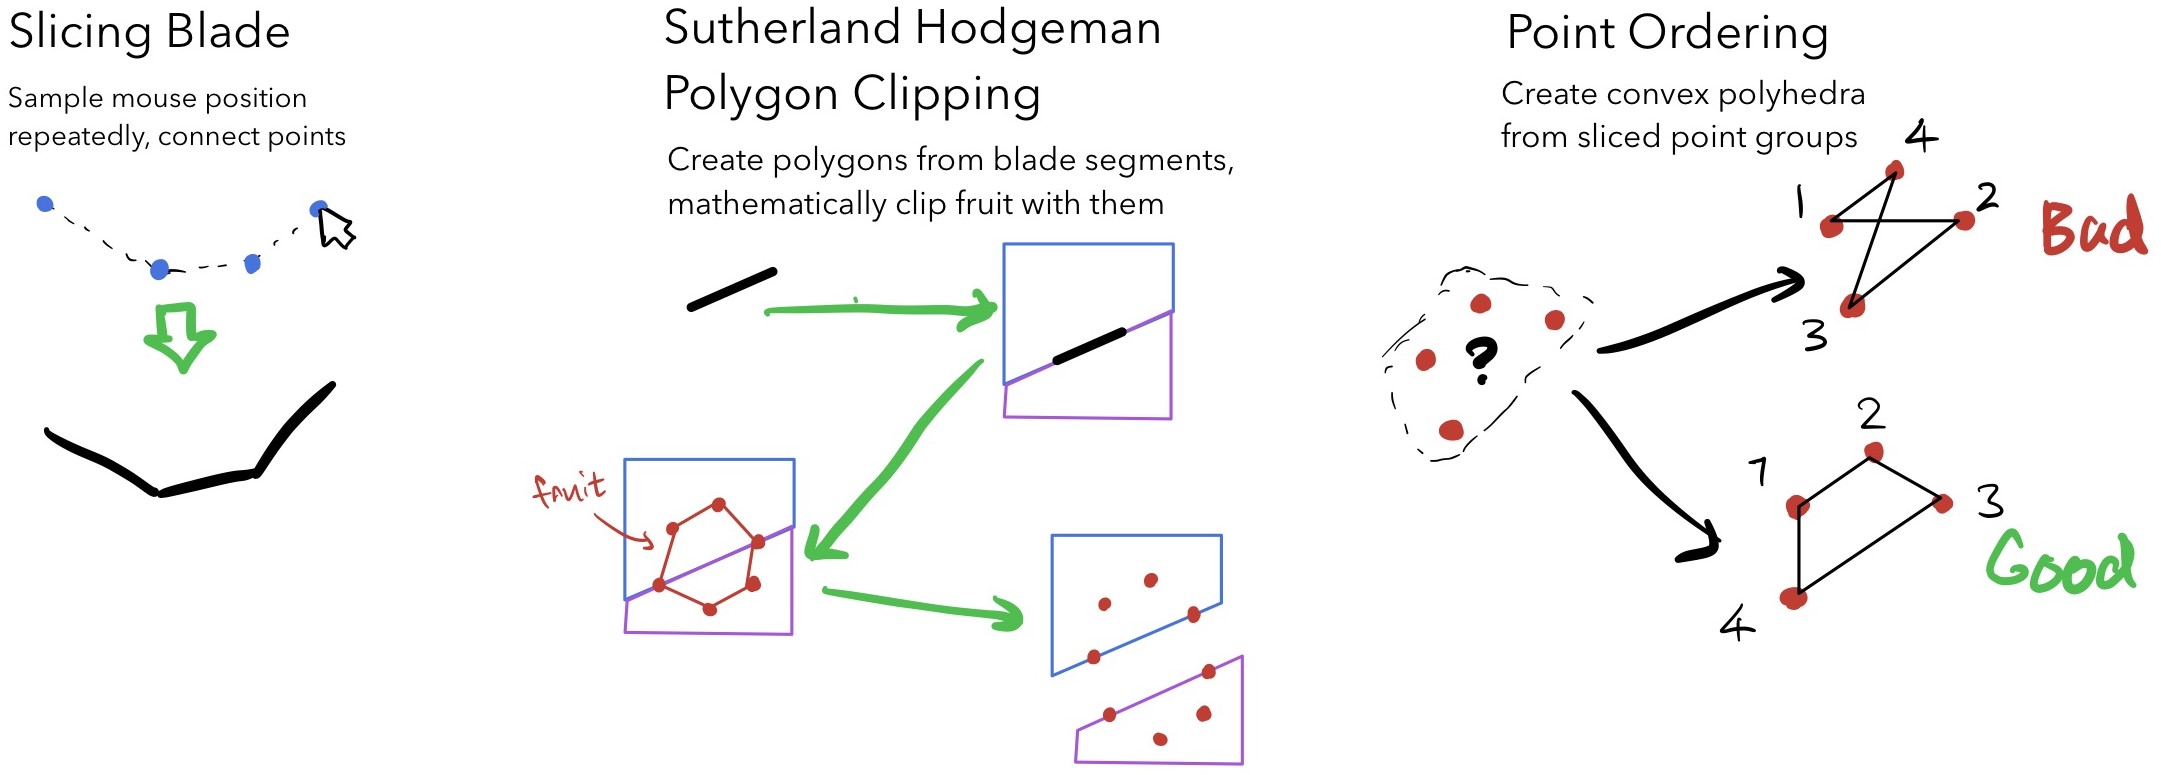 Slicing Blade
Sample mouse position
repeatedly, connect points
Sutherland Hodgeman
Polygon Clipping
Create polygons from blade segments,
mathematically clip fruit with them
fruit
Point Ordering
Create convex polyhedra
from sliced point groups
4
1
2
Bad
3
?
2
1
3
Good
4